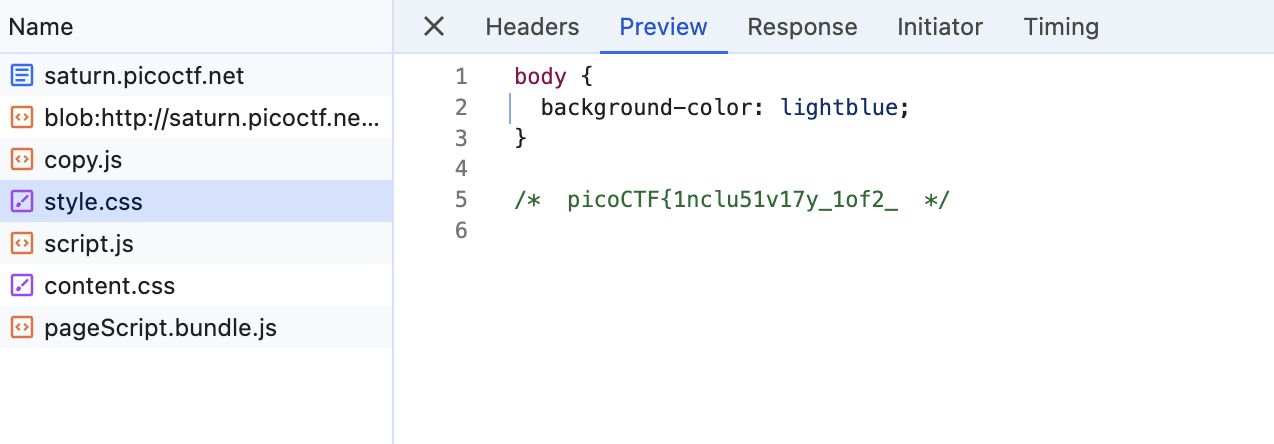 Name
Headers Preview Response Initiator Timing
saturn.picoctf.net
blob:http://saturn.picoctf.ne...
copy.js
style.css
script.js
content.css
pageScript.bundle.js
1 body {
2 background-color: lightblue;
3 }
4
5 /* picoCTF{1nclu51v17y_1of2_ */
6